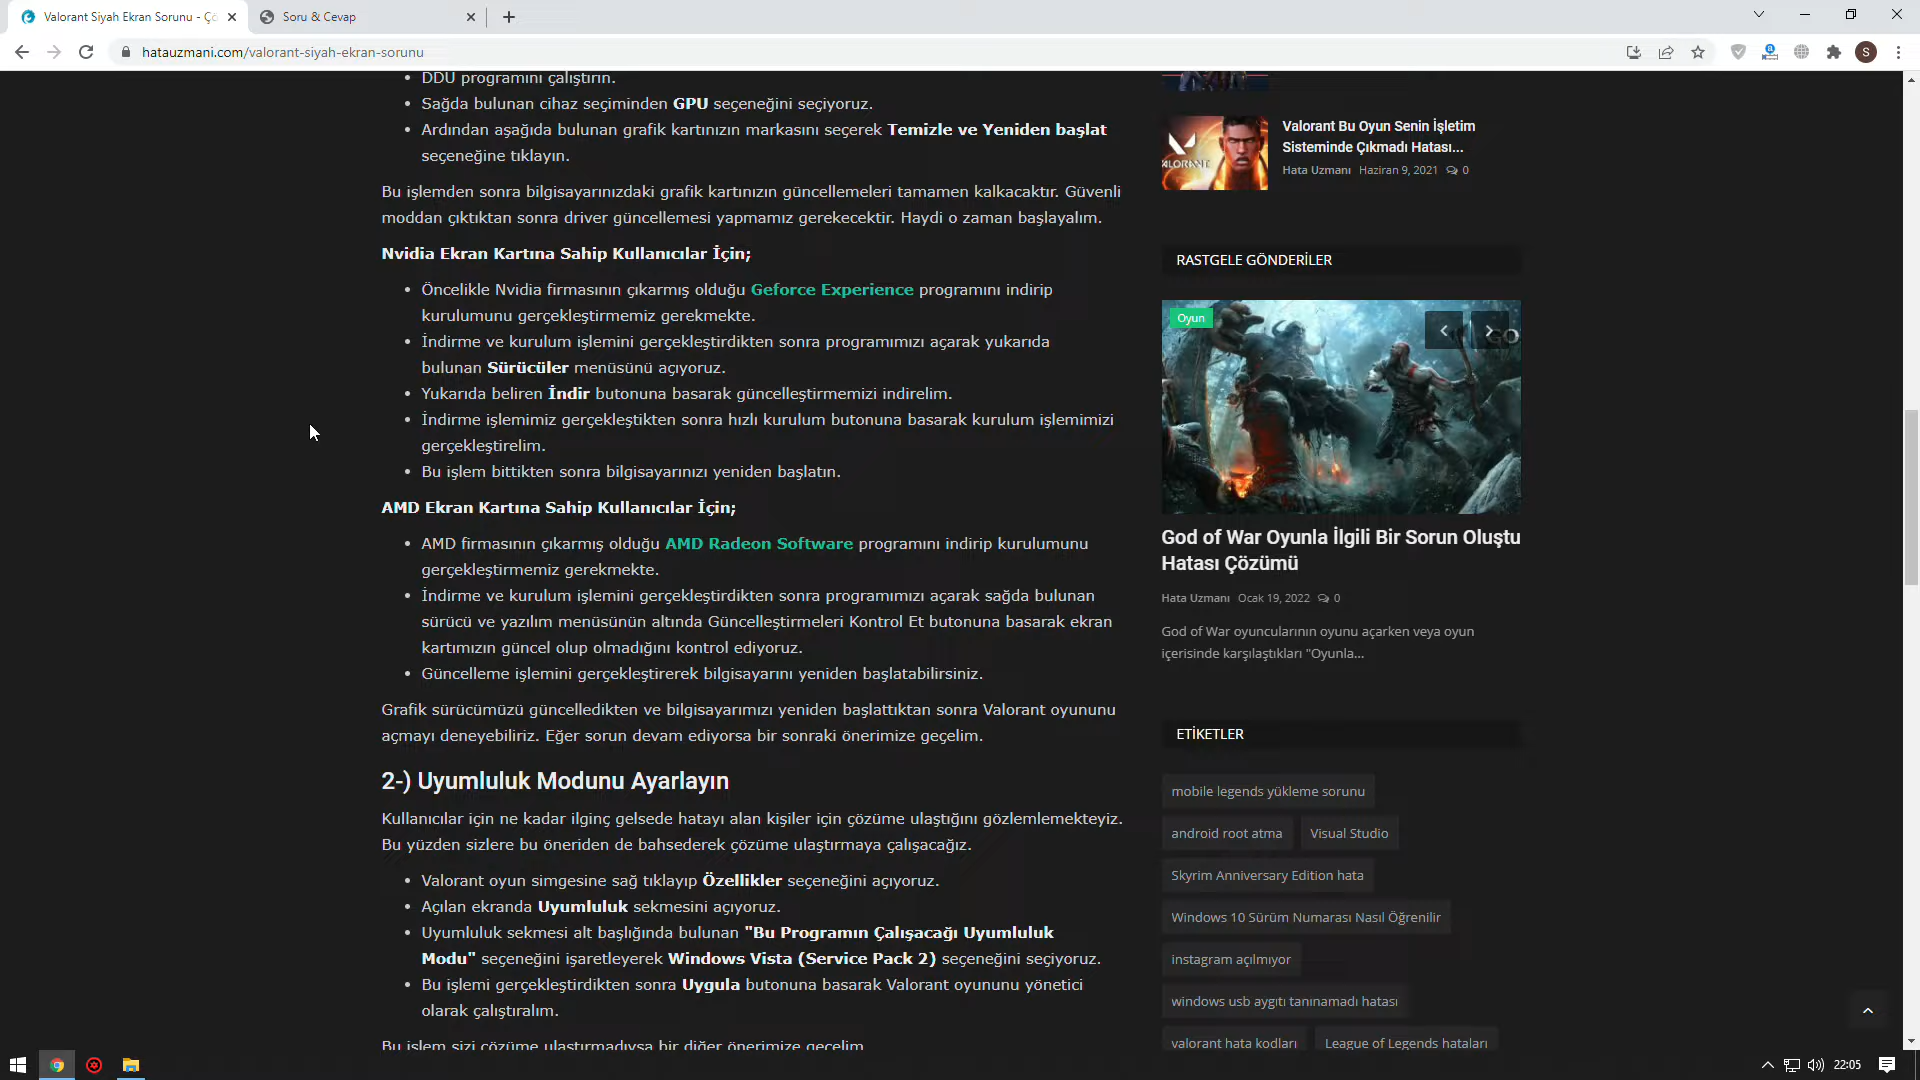 Valorant Siyah Ekran Sorunu - Ço
Soru & Cevap
hatauzmani.com/valorant-siyah-ekran-sorunu
S
DDU programını çalıştırın.
Sağda bulunan cihaz seçiminden GPU seçeneğini seçiyoruz.
Ardından aşağıda bulunan grafik kartınızın markasını seçerek Temizle ve Yeniden başlat
seçeneğine tıklayın.
Bu işlemden sonra bilgisayarınızdaki grafik kartınızın güncellemeleri tamamen kalkacaktır. Güvenli
moddan çıktıktan sonra driver güncellemesi yapmamız gerekecektir. Haydi o zaman başlayalım.
Nvidia Ekran Kartına Sahip Kullanıcılar İçin;
Öncelikle Nvidia firmasının çıkarmış olduğu Geforce Experience programını indirip
kurulumunu gerçekleştirmemiz gerekmekte.
İndirme ve kurulum işlemini gerçekleştirdikten sonra programımızı açarak yukarıda
bulunan Sürücüler menüsünü açıyoruz.
Yukarıda beliren İndir butonuna basarak güncelleştirmemizi indirelim.
İndirme işlemimiz gerçekleştikten sonra hızlı kurulum butonuna basarak kurulum işlemimizi
gerçekleştirelim.
Bu işlem bittikten sonra bilgisayarınızı yeniden başlatın.
AMD Ekran Kartına Sahip Kullanıcılar İçin;
AMD firmasının çıkarmış olduğu AMD Radeon Software programını indirip kurulumunu
gerçekleştirmemiz gerekmekte.
İndirme ve kurulum işlemini gerçekleştirdikten sonra programımızı açarak sağda bulunan
sürücü ve yazılım menüsünün altında Güncelleştirmeleri Kontrol Et butonuna basarak ekran
kartımızın güncel olup olmadığını kontrol ediyoruz.
Güncelleme işlemini gerçekleştirerek bilgisayarını yeniden başlatabilirsiniz.
Grafik sürücümüzü güncelledikten ve bilgisayarımızı yeniden başlattıktan sonra Valorant oyununu
açmayı deneyebiliriz. Eğer sorun devam ediyorsa bir sonraki önerimize geçelim.
2-) Uyumluluk Modunu Ayarlayın
Kullanıcılar için ne kadar ilginç gelsede hatayı alan kişiler için çözüme ulaştığını gözlemlemekteyiz.
Bu yüzden sizlere bu öneriden de bahsederek çözüme ulaştırmaya çalışacağız.
Valorant oyun simgesine sağ tıklayıp Özellikler seçeneğini açıyoruz.
Açılan ekranda Uyumluluk sekmesini açıyoruz.
Uyumluluk sekmesi alt başlığında bulunan "Bu Programın Çalışacağı Uyumluluk
Modu" seçeneğini işaretleyerek Windows Vista (Service Pack 2) seçeneğini seçiyoruz.
Bu işlemi gerçekleştirdikten sonra Uygula butonuna basarak Valorant oyununu yönetici
olarak çalıştıralım.
Bu işlem sizi çözüme ulaştırmadıysa bir diğer önerimize geçelim
VALORANT
Valorant Bu Oyun Senin İşletim
Sisteminde Çıkmadı Hatası...
Hata Uzmanı Haziran 9, 2021 0
RASTGELE GÖNDERİLER
Oyun
GO
God of War Oyunla İlgili Bir Sorun Oluştu
Hatası Çözümü
Hata Uzmanı Ocak 19, 2022 0
God of War oyuncularının oyunu açarken veya oyun
içerisinde karşılaştıkları "Oyunla...
ETİKETLER
mobile legends yükleme sorunu
android root atma Visual Studio
Skyrim Anniversary Edition hata
Windows 10 Sürüm Numarası Nasıl Öğrenilir
instagram açılmıyor
windows usb aygıtı tanınamadı hatası
valorant hata kodları League of Legends hataları
22:05